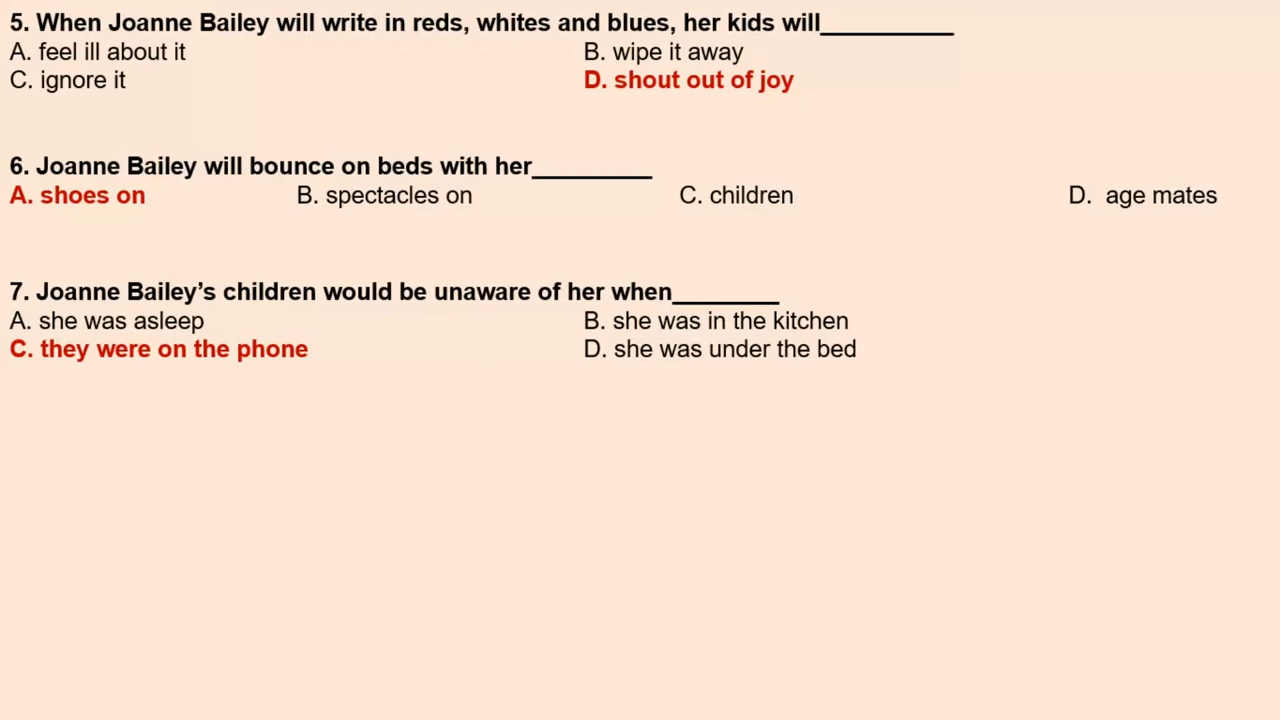 5. When Joanne Bailey will write in reds, whites and blues, her kids will__________
A. feel ill about it B. wipe it away
C. ignore it D. shout out of joy
6. Joanne Bailey will bounce on beds with her_________
A. shoes on B. spectacles on C. children D. age mates
7. Joanne Bailey’s children would be unaware of her when________
A. she was asleep B. she was in the kitchen
C. they were on the phone D. she was under the bed